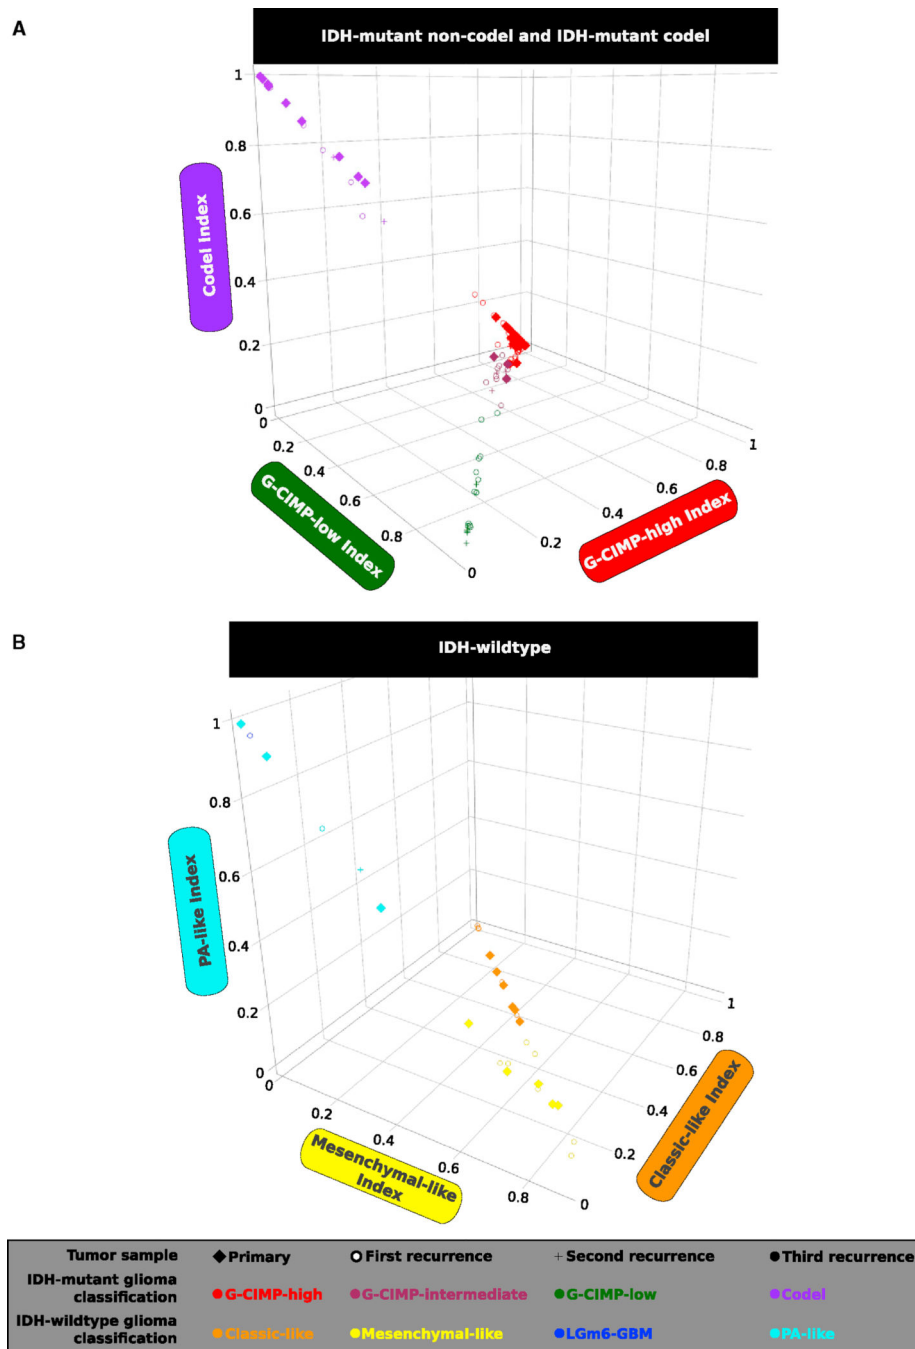 A
IDH-mutant non-codel and IDH-mutant codel
1
0.8
0.6
0.4
0.2
0
Codel Index
0
0.2
0.4
0.6
0.8
G-CIMP-low Index
0
0.2
0.4
0.6
0.8
1
G-CIMP-high Index
B
IDH-wildtype
1
0.8
0.6
0.4
0.2
0
PA-like Index
0
0.2
0.4
0.6
0.8
Mesenchymal-like
Index
0
0.2
0.4
0.6
0.8
1
Classic-like Index
Tumor sample Primary First recurrence Second recurrence Third recurrence
IDH-mutant glioma
classification G-CIMP-high G-CIMP-intermediate G-CIMP-low Codel
IDH-wildtype glioma
classification Classic-like Mesenchymal-like LGm6-GBM PA-like